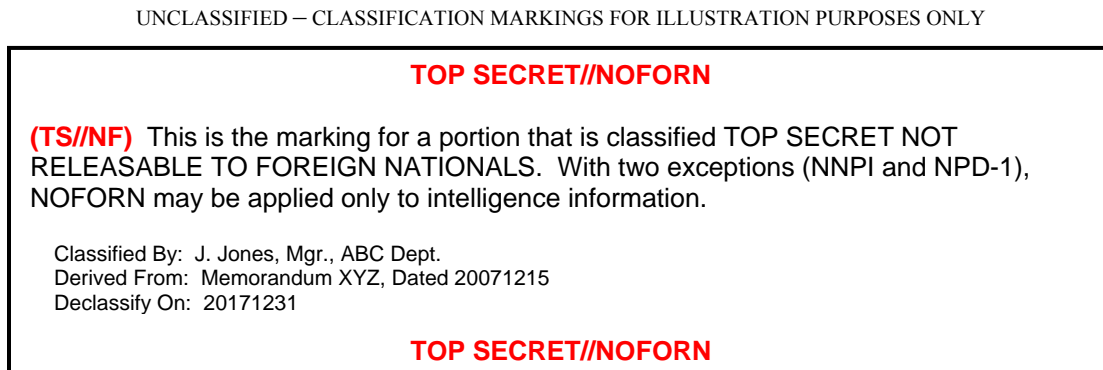 UNCLASSIFIED – CLASSIFICATION MARKINGS FOR ILLUSTRATION PURPOSES ONLY
TOP SECRET//NOFORN
(TS//NF) This is the marking for a portion that is classified TOP SECRET NOT
RELEASABLE TO FOREIGN NATIONALS. With two exceptions (NNPI and NPD-1),
NOFORN may be applied only to intelligence information.
Classified By: J. Jones, Mgr., ABC Dept.
Derived From: Memorandum XYZ, Dated 20071215
Declassify On: 20171231
TOP SECRET//NOFORN